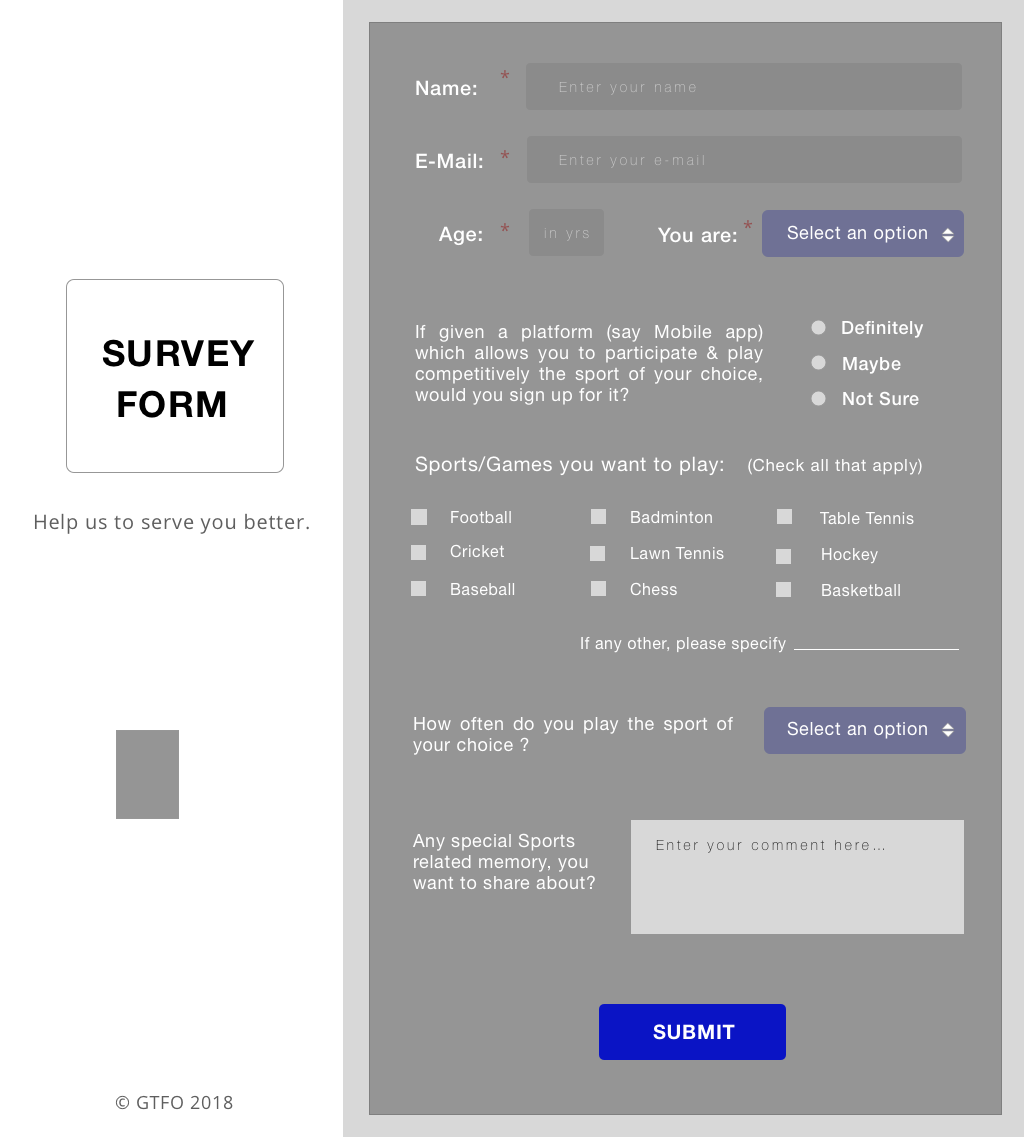 SURVEY
FORM
Help us to serve you better.
© GTFO 2018
Name: * Enter your name
E-Mail: * Enter your e-mail
Age: * in yrs You are: * Select an option
If given a platform (say Mobile app)
which allows you to participate & play
competitively the sport of your choice,
would you sign up for it?
Definitely
Maybe
Not Sure
Sports/Games you want to play: (Check all that apply)
Football Badminton Table Tennis
Cricket Lawn Tennis Hockey
Baseball Chess Basketball
If any other, please specify
How often do you play the sport of
your choice ?
Select an option
Any special Sports
related memory, you
want to share about?
Enter your comment here...
SUBMIT